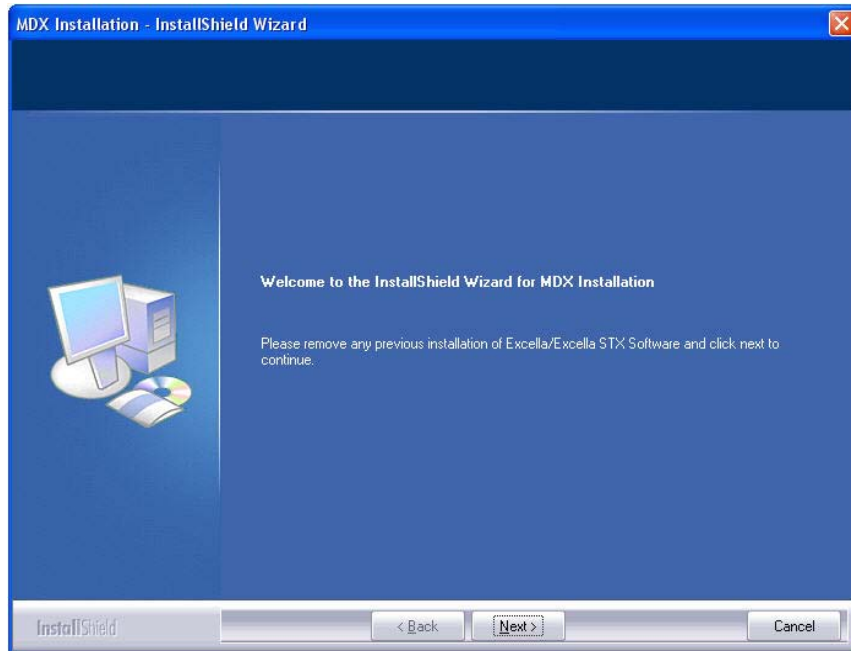 MDX Installation - InstallShield Wizard
Welcome to the InstallShield Wizard for MDX Installation
Please remove any previous installation of Excella/Excella STX Software and click next to
continue.
InstallShield
< Back
Next >
Cancel